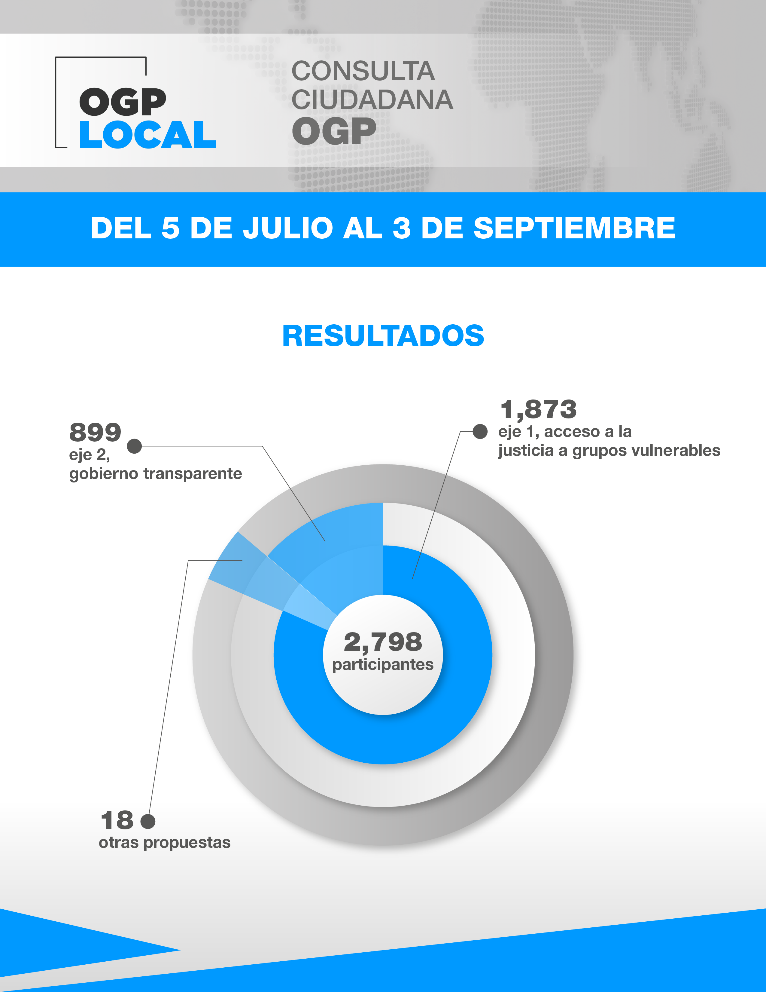 OGP
LOCAL
CONSULTA
CIUDADANA
OGP
DEL 5 DE JULIO AL 3 DE SEPTIEMBRE
RESULTADOS
1,873
eje 1, acceso a la
justicia a grupos vulnerables
899
eje 2,
gobierno transparente
2,798
participantes
18
otras propuestas